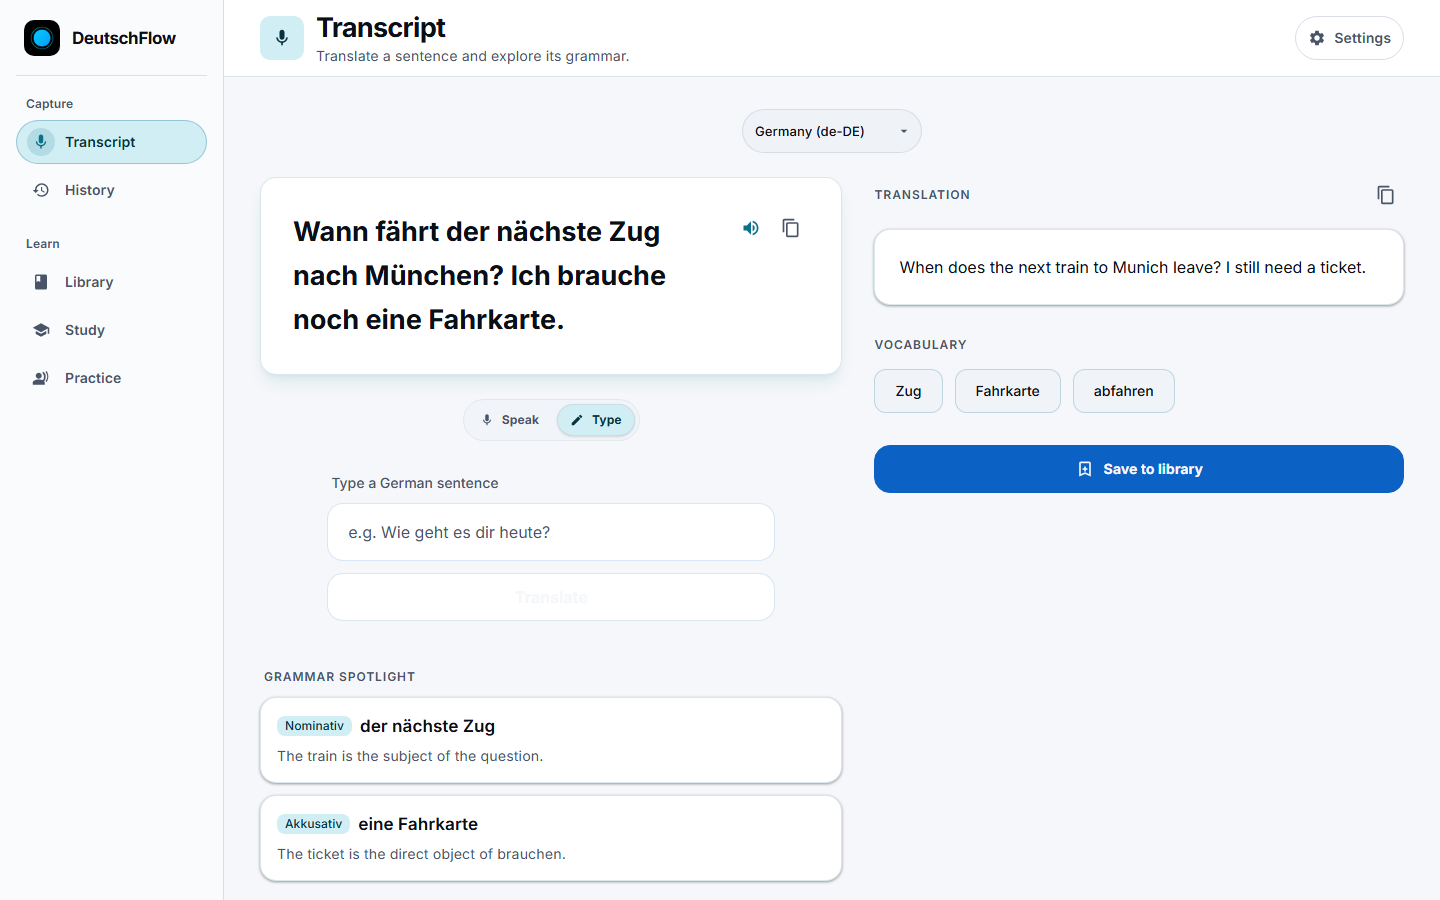 DeutschFlow
Capture
Transcript
History
Learn
Library
Study
Practice
Transcript
Translate a sentence and explore its grammar.
Settings
Germany (de-DE)
Wann fährt der nächste Zug
nach München? Ich brauche
noch eine Fahrkarte.
Speak
Type
Type a German sentence
e.g. Wie geht es dir heute?
Translate
GRAMMAR SPOTLIGHT
Nominativ der nächste Zug
The train is the subject of the question.
Akkusativ eine Fahrkarte
The ticket is the direct object of brauchen.
TRANSLATION
When does the next train to Munich leave? I still need a ticket.
VOCABULARY
Zug
Fahrkarte
abfahren
Save to library